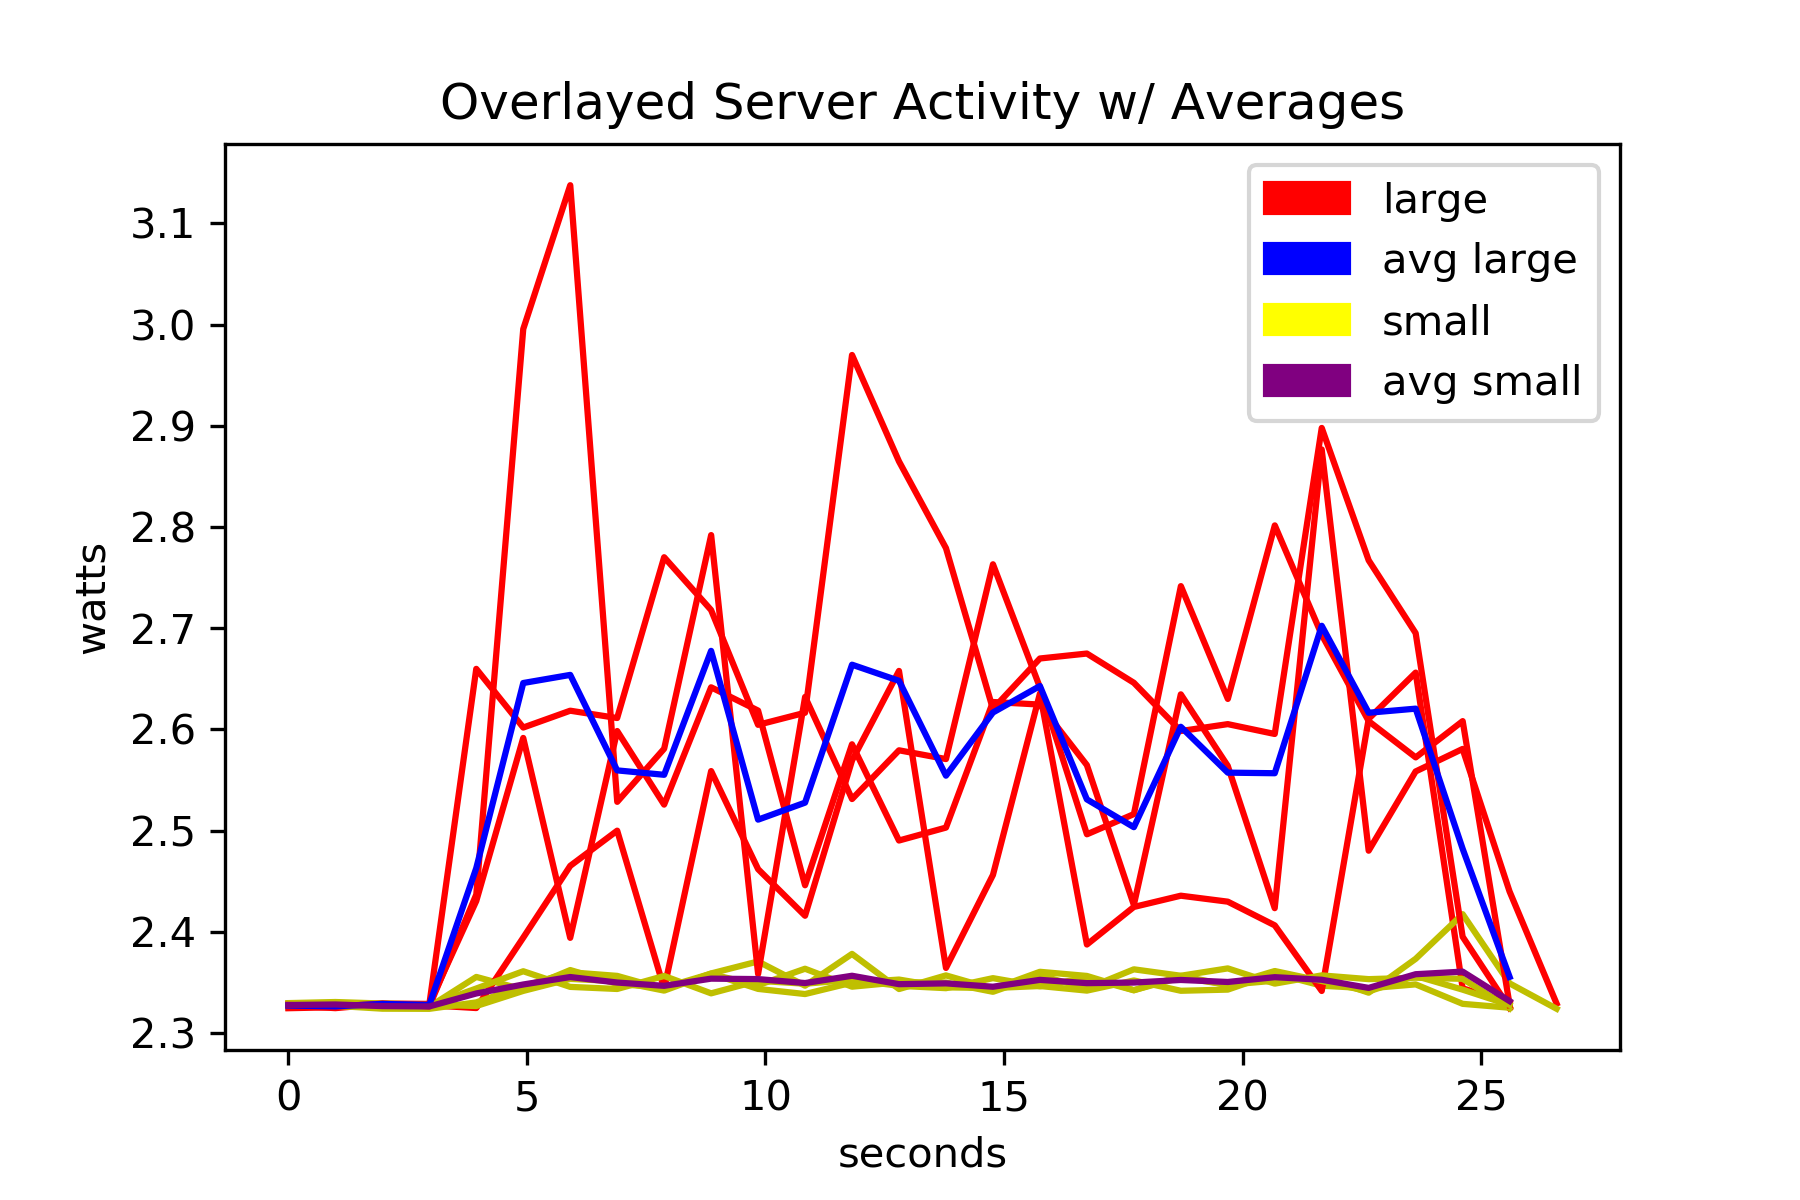 Overlayed Server Activity w/ Averages
large
avg large
small
avg small
3.1
3.0
2.9
2.8
2.7
2.6
2.5
2.4
2.3
watts
0 5 10 15 20 25
seconds